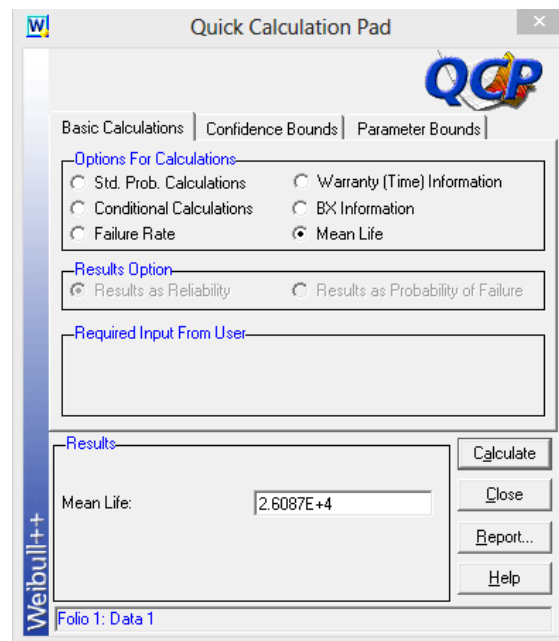 W
Quick Calculation Pad
×
QCP
Basic Calculations Confidence Bounds Parameter Bounds
Options For Calculations
Std. Prob. Calculations Warranty (Time) Information
Conditional Calculations BX Information
Failure Rate Mean Life
Results Option
Results as Reliability Results as Probability of Failure
Required Input From User
Results
Calculate
Mean Life: 2.6087E+4
Close
Report...
Help
Weibull++
Folio 1: Data 1